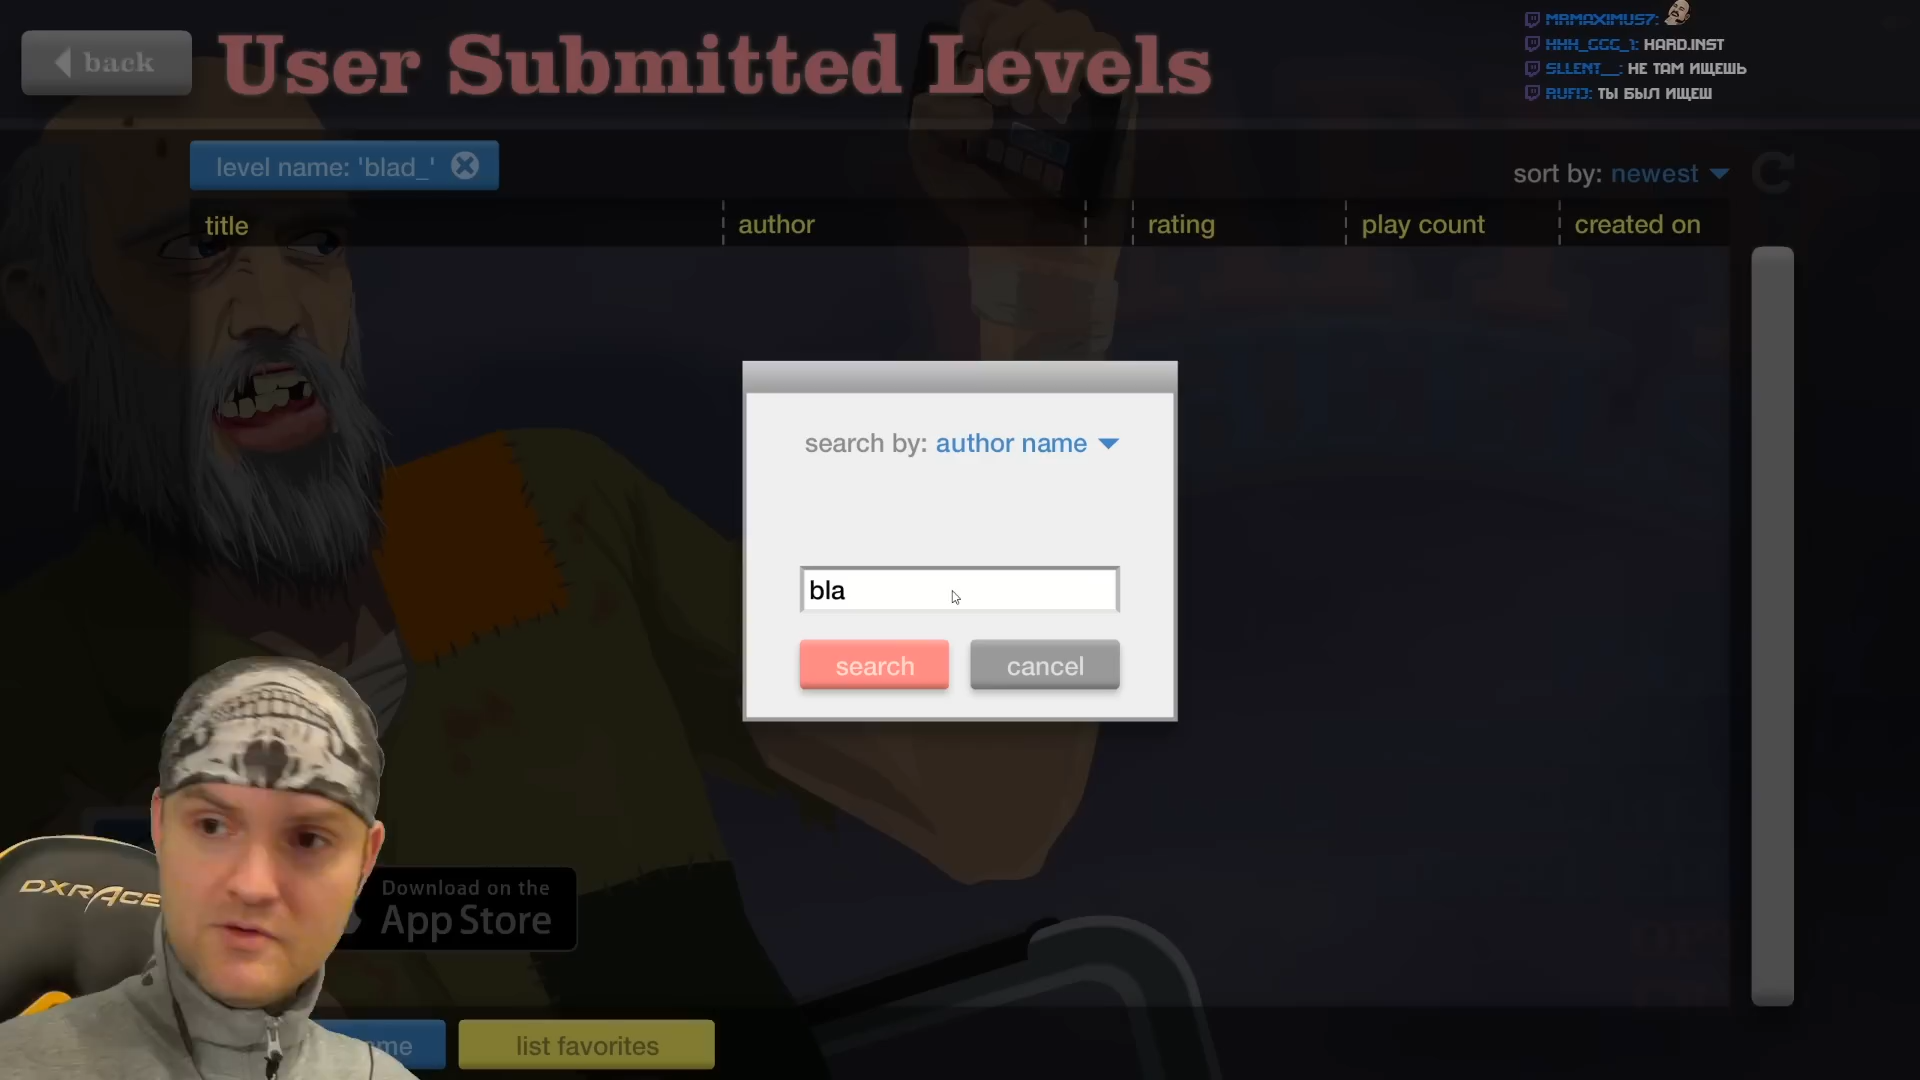 back
User Submitted Levels
MRMAXIMUS7:
HHH_GGG_1: HARD.INST
SLLENT__: НЕ ТАМ ИЩЕШЬ
RUFIJ: ТЫ БЫЛ ИЩЕШ
level name: 'blad_'
sort by: newest
title
author
rating
play count
created on
search by: author name
bla
search
cancel
DXRACE
Download on the
App Store
list favorites